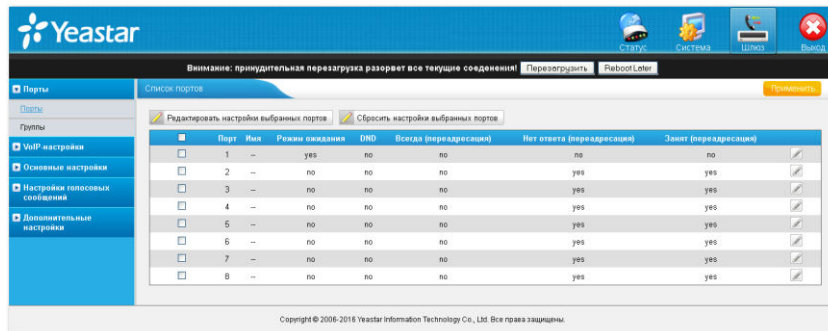 Yeastar
Статус Система Шлюз Выход
Внимание: принудительная перезагрузка разорвет все текущие соеденения! Перезагрузить Reboot Later
Порты
Порты
Группы
VoIP настройки
Основные настройки
Настройки голосовых
сообщений
Дополнительные
настройки
Список портов Применить
Редактировать настройки выбранных портов Сбросить настройки выбранных портов
Порт Имя Режим ожидания DND Всегда (переадресация) Нет ответа (переадресация) Занят (переадресация)
1 -- yes no no no no
2 -- no no no yes yes
3 -- no no no yes yes
4 -- no no no yes yes
5 -- no no no yes yes
6 -- no no no yes yes
7 -- no no no yes yes
8 -- no no no yes yes
Copyright © 2006-2016 Yeastar Information Technology Co., Ltd. Все права защищены.